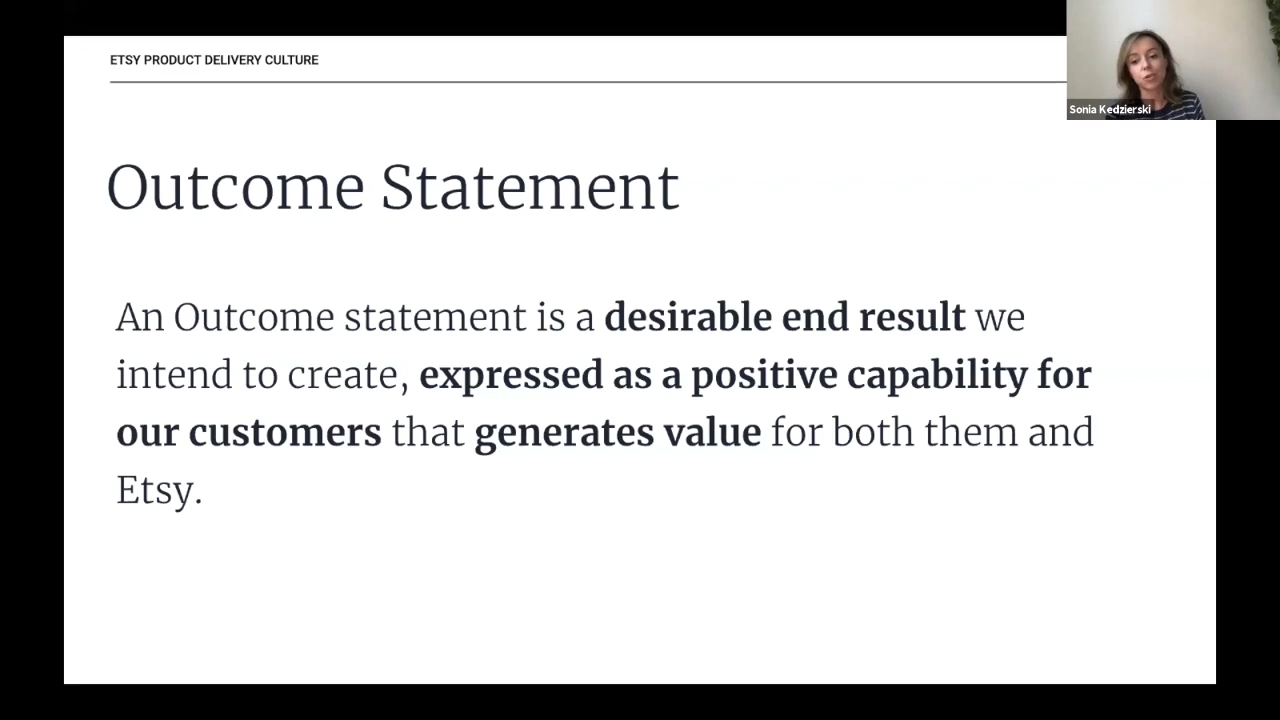 ETSY PRODUCT DELIVERY CULTURE
Sonia Kedzierski
Outcome Statement
An Outcome statement is a desirable end result we
intend to create, expressed as a positive capability for
our customers that generates value for both them and
Etsy.